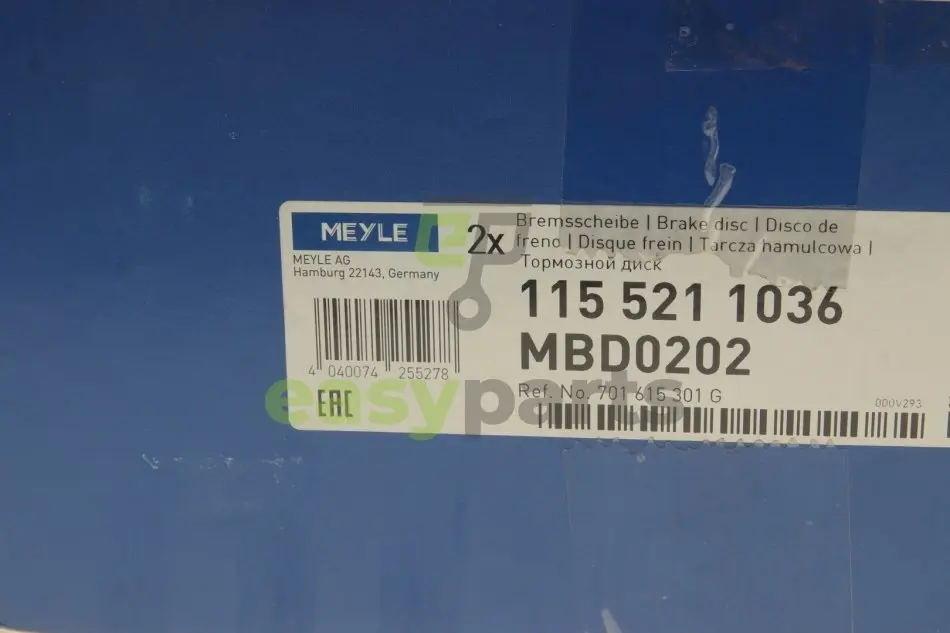 MEYLE
MEYLE AG
Hamburg 22143, Germany
2x
Bremsscheibe | Brake disc | Disco de
freno | Disque frein | Tarcza hamulcowa |
Тормозной диск
115 521 1036
MBD0202
Ref. No. 701 615 301 G
4 040074 255278
EAC
000V293
easyparts